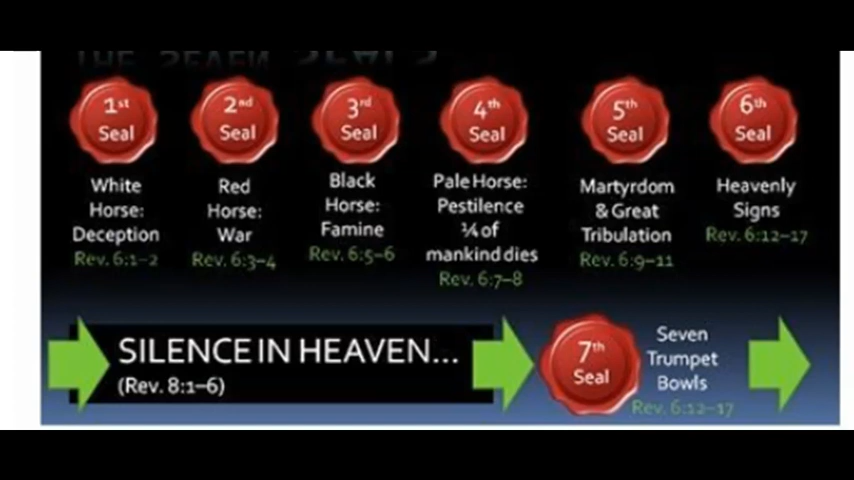 THE SEVEN SEALS
1st Seal
2nd Seal
3rd Seal
4th Seal
5th Seal
6th Seal
White Horse: Deception
Rev. 6:1–2
Red Horse: War
Rev. 6:3–4
Black Horse: Famine
Rev. 6:5–6
Pale Horse: Pestilence ¼ of mankind dies
Rev. 6:7–8
Martyrdom & Great Tribulation
Rev. 6:9–11
Heavenly Signs
Rev. 6:12–17
SILENCE IN HEAVEN...
(Rev. 8:1–6)
7th Seal
Seven Trumpet Bowls
Rev. 6:12–17